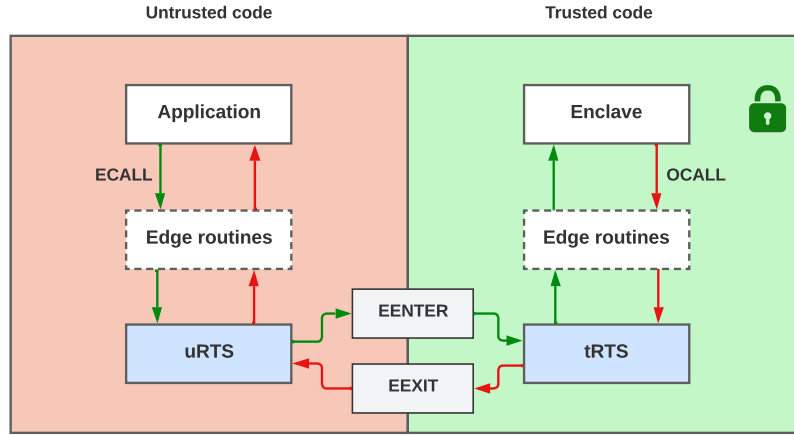 Untrusted code
Trusted code
Application
Enclave
ECALL
OCALL
Edge routines
Edge routines
EENTER
uRTS
tRTS
EEXIT